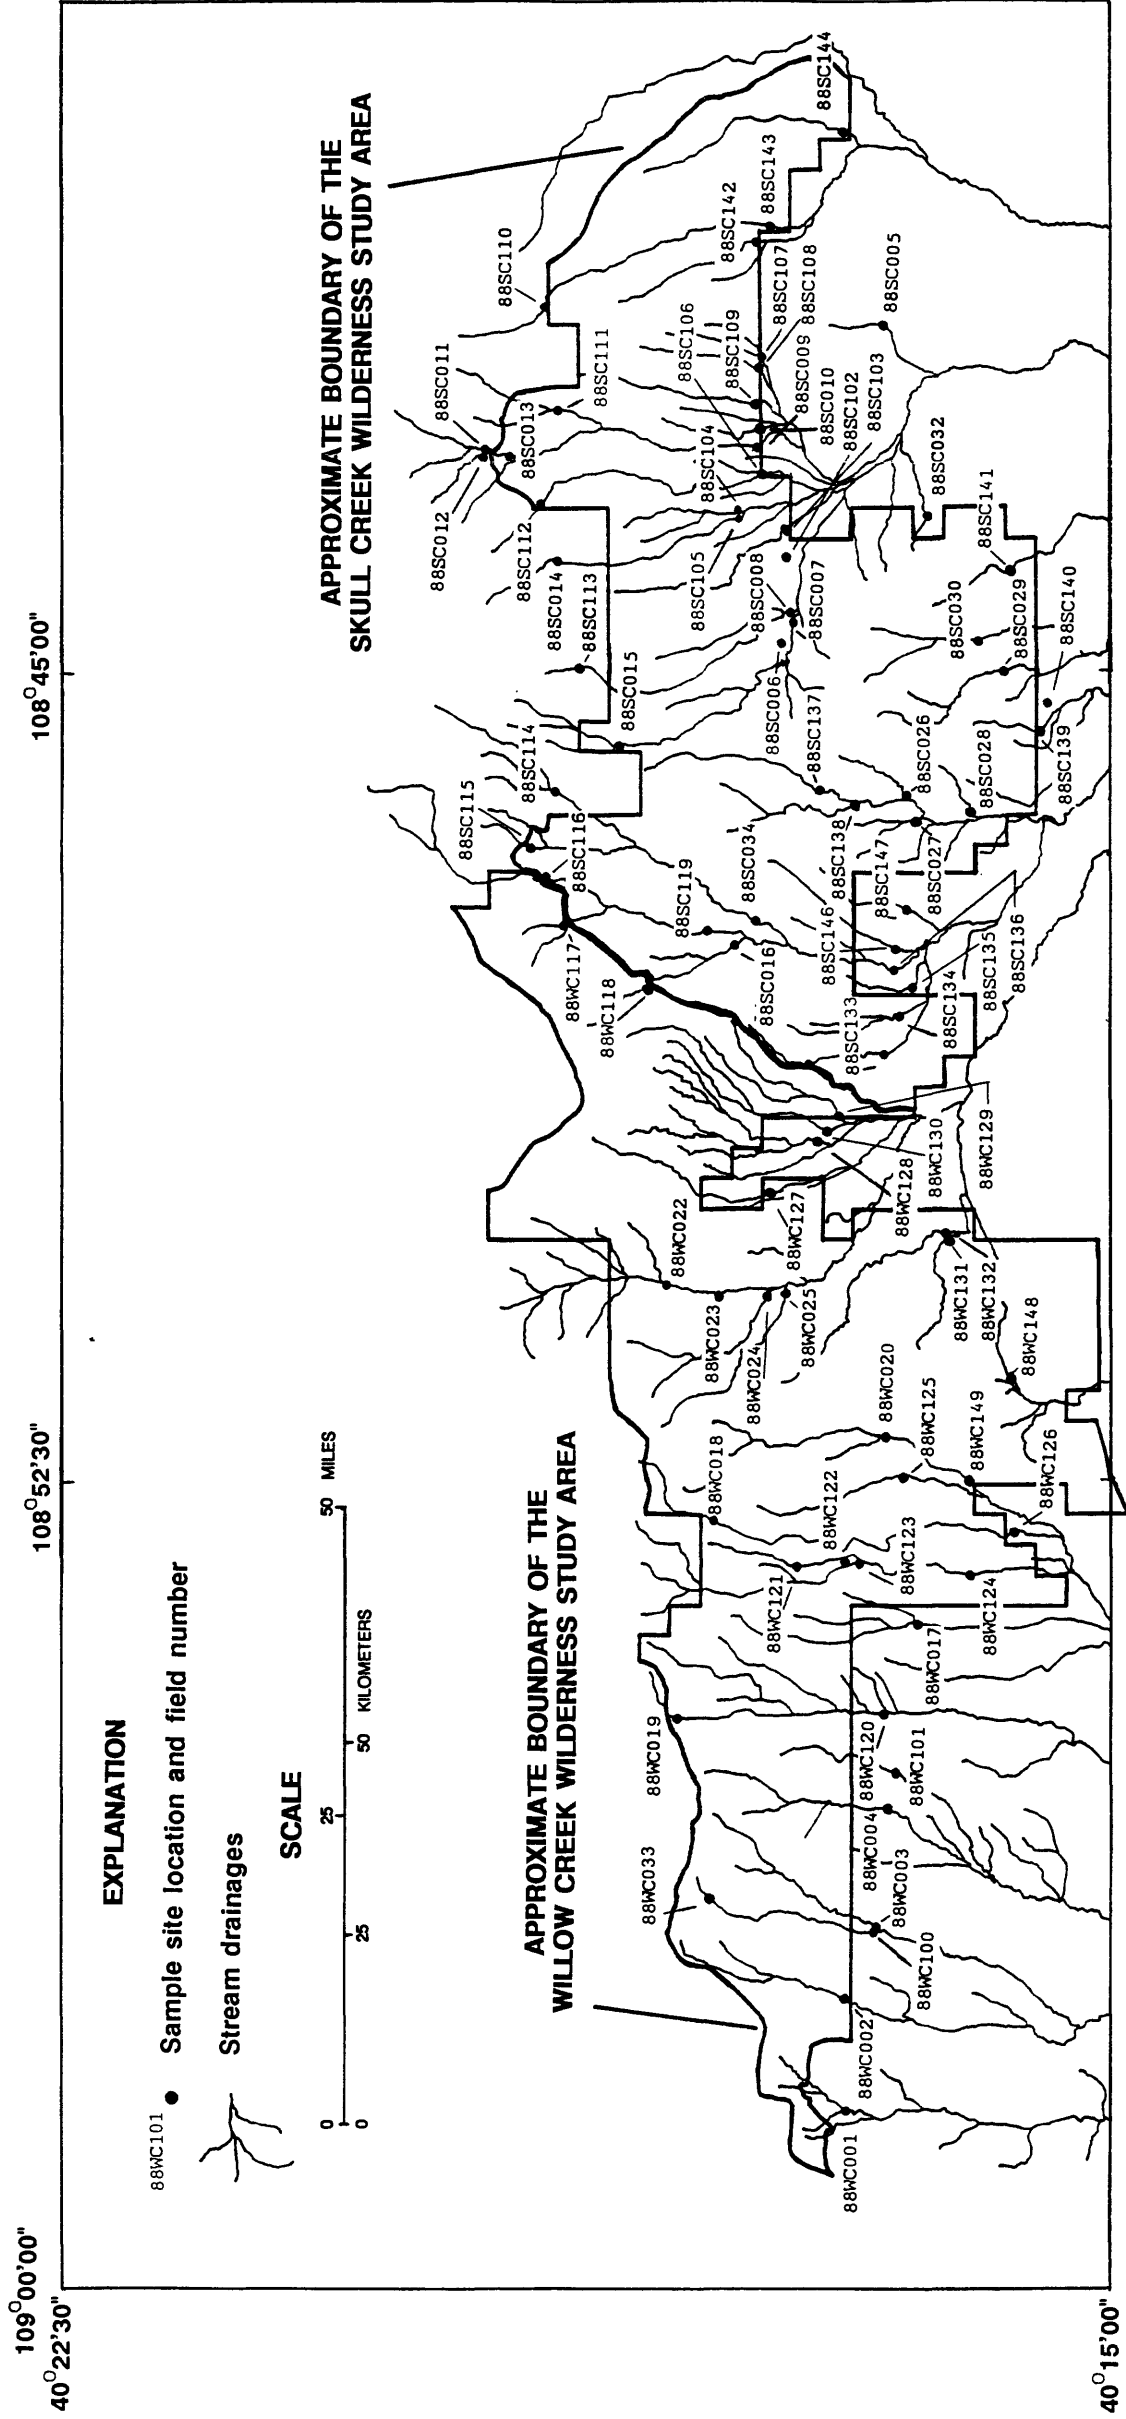 109°00'00"
40°22'30"
108°52'30"
108°45'00"
40°15'00"
EXPLANATION
88WC101
Sample site location and field number
Stream drainages
SCALE
0 25 50 MILES
0 25 50 KILOMETERS
APPROXIMATE BOUNDARY OF THE
WILLOW CREEK WILDERNESS STUDY AREA
APPROXIMATE BOUNDARY OF THE
SKULL CREEK WILDERNESS STUDY AREA
88WC001
88WC002
88WC033
88WC100
88WC003
88WC004
88WC019
88WC101
88WC120
88WC017
88WC124
88WC121
88WC123
88WC122
88WC018
88WC126
88WC149
88WC125
88WC020
88WC148
88WC024
88WC025
88WC023
88WC022
88WC131
88WC132
88WC127
88WC128
88WC130
88WC129
88WC118
88WC117
88SC133
88SC134
88SC135
88SC136
88SC016
88SC146
88SC119
88SC034
88SC147
88SC116
88SC115
88SC114
88SC138
88SC027
88SC026
88SC028
88SC137
88SC139
88SC140
88SC015
88SC006
88SC007
88SC008
88SC029
88SC030
88SC113
88SC014
88SC112
88SC012
88SC013
88SC011
88SC111
88SC110
88SC105
88SC104
88SC141
88SC032
88SC103
88SC102
88SC010
88SC009
88SC106
88SC109
88SC108
88SC107
88SC005
88SC142
88SC143
88SC144